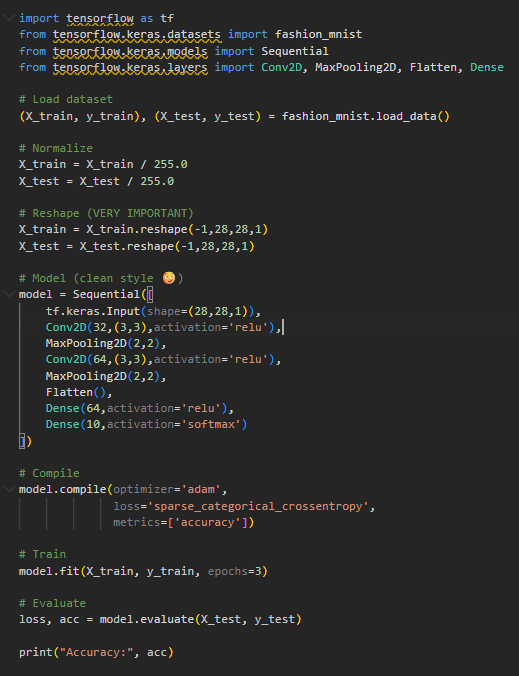 import tensorflow as tf
from tensorflow.keras.datasets import fashion_mnist
from tensorflow.keras.models import Sequential
from tensorflow.keras.layers import Conv2D, MaxPooling2D, Flatten, Dense

# Load dataset
(X_train, y_train), (X_test, y_test) = fashion_mnist.load_data()

# Normalize
X_train = X_train / 255.0
X_test = X_test / 255.0

# Reshape (VERY IMPORTANT)
X_train = X_train.reshape(-1,28,28,1)
X_test = X_test.reshape(-1,28,28,1)

# Model (clean style 😏)
model = Sequential([
    tf.keras.Input(shape=(28,28,1)),
    Conv2D(32,(3,3),activation='relu'),
    MaxPooling2D(2,2),
    Conv2D(64,(3,3),activation='relu'),
    MaxPooling2D(2,2),
    Flatten(),
    Dense(64,activation='relu'),
    Dense(10,activation='softmax')
])

# Compile
model.compile(optimizer='adam',
              loss='sparse_categorical_crossentropy',
              metrics=['accuracy'])

# Train
model.fit(X_train, y_train, epochs=3)

# Evaluate
loss, acc = model.evaluate(X_test, y_test)

print("Accuracy:", acc)